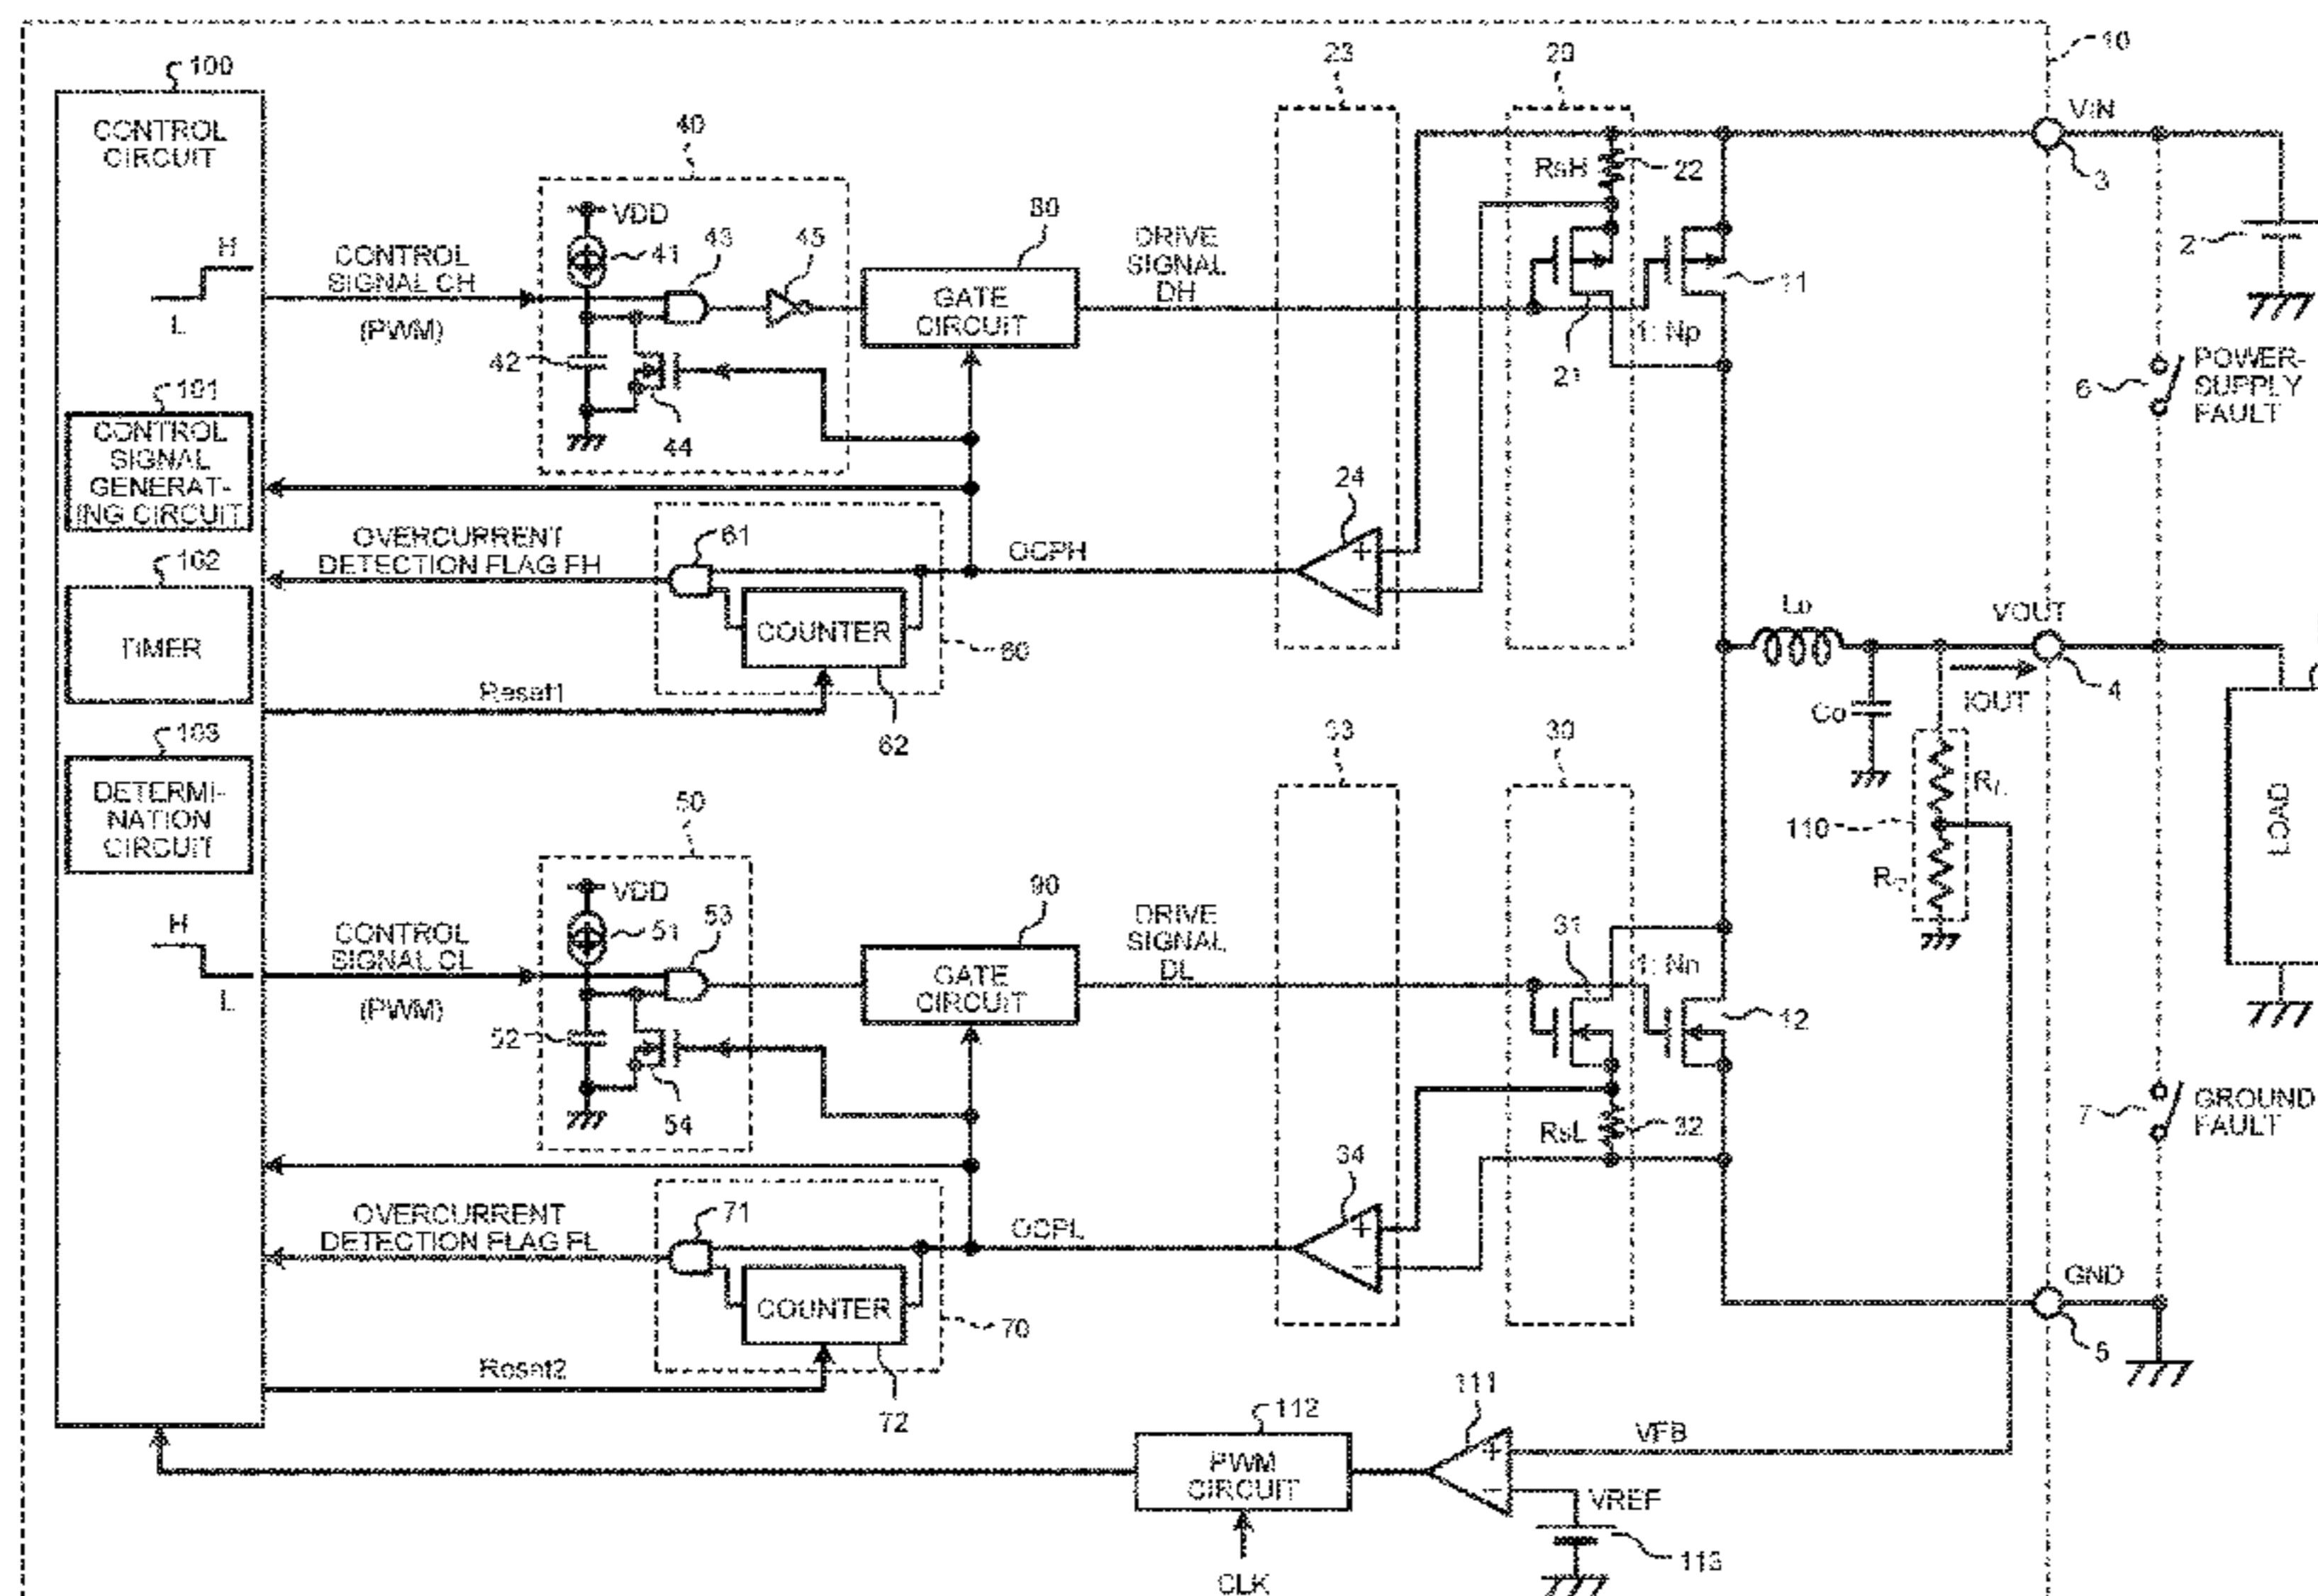 10
100
23
20
VIN
CONTROL
CIRCUIT
40
RsH
22
3
VDD
H
41
43
45
80
DRIVE
SIGNAL
DH
2
CONTROL
SIGNAL CH
GATE
CIRCUIT
11
L
(PWM)
1: Np
42
21
POWER-
SUPPLY
FAULT
6
101
CONTROL
SIGNAL
GENERAT-
ING CIRCUIT
44
24
OVERCURRENT
DETECTION FLAG FH
61
OCPH
+
−
102
TIMER
COUNTER
60
Lo
VOUT
Reset1
62
4
Co
IOUT
103
33
30
DETERMI-
NATION
CIRCUIT
50
110
LOAD
VDD
90
H
51
53
DRIVE
SIGNAL
DL
31
CONTROL
SIGNAL CL
GATE
CIRCUIT
1: Nn
L
(PWM)
12
52
54
RsL
32
7
GROUND
FAULT
34
OVERCURRENT
DETECTION FLAG FL
71
OCPL
+
−
GND
COUNTER
70
5
Reset2
72
112
111
PWM
CIRCUIT
+
−
VFB
VREF
113
CLK